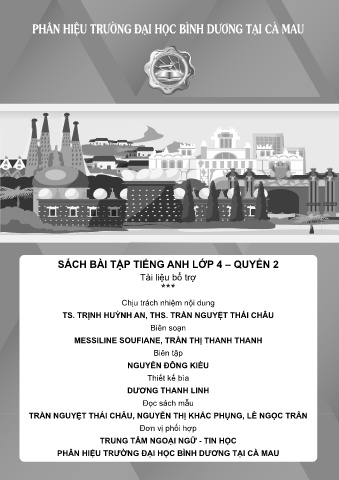 PHÂN HIỆU TRƯỜNG ĐẠI HỌC BÌNH DƯƠNG TẠI CÀ MAU
SÁCH BÀI TẬP TIẾNG ANH LỚP 4 – QUYỂN 2
Tài liệu bổ trợ
***
Chịu trách nhiệm nội dung
TS. TRỊNH HUỲNH AN, THS. TRẦN NGUYỆT THÁI CHÂU
Biên soạn
MESSILINE SOUFIANE, TRẦN THỊ THANH THANH
Biên tập
NGUYỄN ĐÔNG KIỀU
Thiết kế bìa
DƯƠNG THANH LINH
Đọc sách mẫu
TRẦN NGUYỆT THÁI CHÂU, NGUYỄN THỊ KHẮC PHỤNG, LÊ NGỌC TRÂN
Đơn vị phối hợp
TRUNG TÂM NGOẠI NGỮ - TIN HỌC
PHÂN HIỆU TRƯỜNG ĐẠI HỌC BÌNH DƯƠNG TẠI CÀ MAU